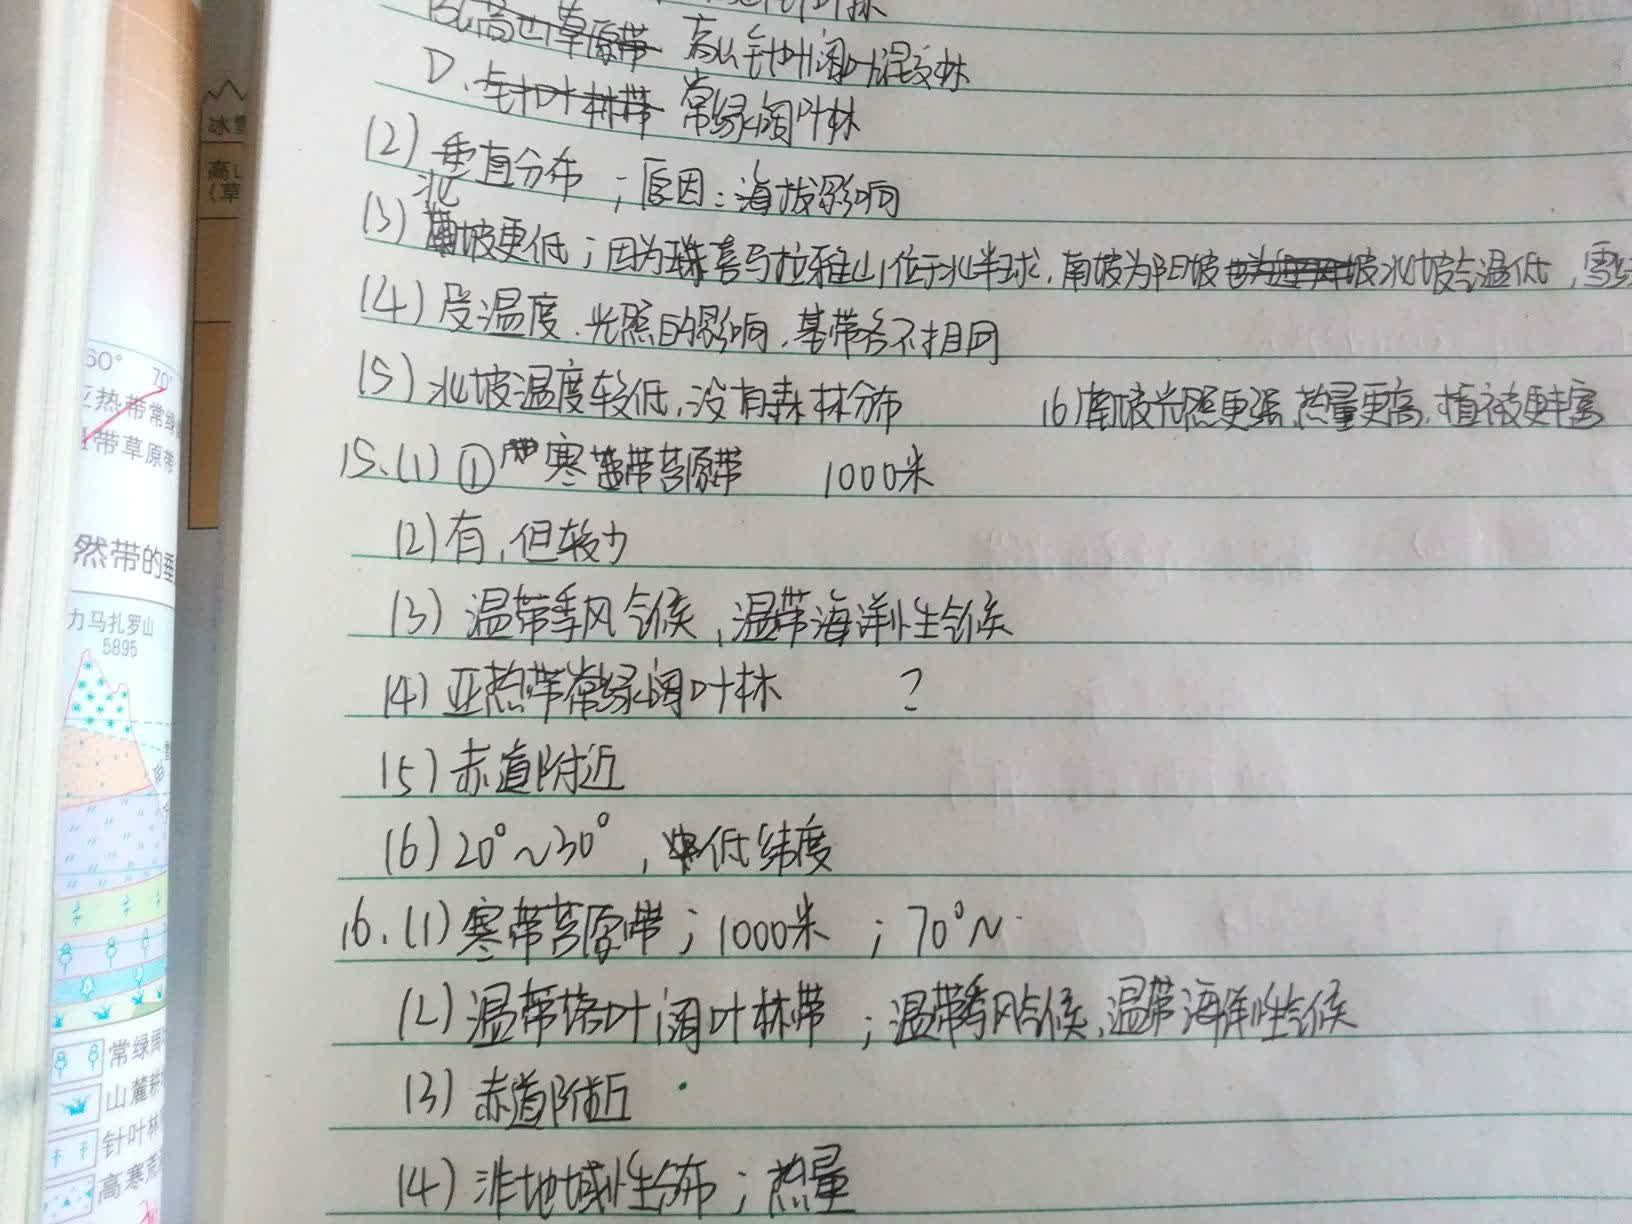 高山草原带 高山针叶阔叶混交林
D. 针叶林带 常绿阔叶林
(2) 垂直分布 ; 原因: 海拔影响
(3) 北坡更低 ; 因为喜马拉雅山位于北半球, 南坡为阳坡 北坡气温低, 雪
(4) 受温度、光照的影响, 基带各不相同
(5) 北坡温度较低, 没有森林分布 (6) 南坡光照更强, 热量更高, 植被更丰富
15. (1) ① 寒带苔原带 1000米
(2) 有, 但较少
(3) 温带季风气候, 温带海洋性气候
(4) 亚热带常绿阔叶林 ?
(5) 赤道附近
(6) 20°~30°, 低纬度
16. (1) 寒带苔原带 ; 1000米 ; 70°~
(2) 温带落叶阔叶林带 ; 温带季风气候、温带海洋性气候
(3) 赤道附近
(4) 非地域性分布 ; 热量
冰雪
高山
(草
60° 70°
亚热带常绿
带草原带
然带的垂
力马扎罗山
5895
常绿阔
山麓
针叶林
高寒荒